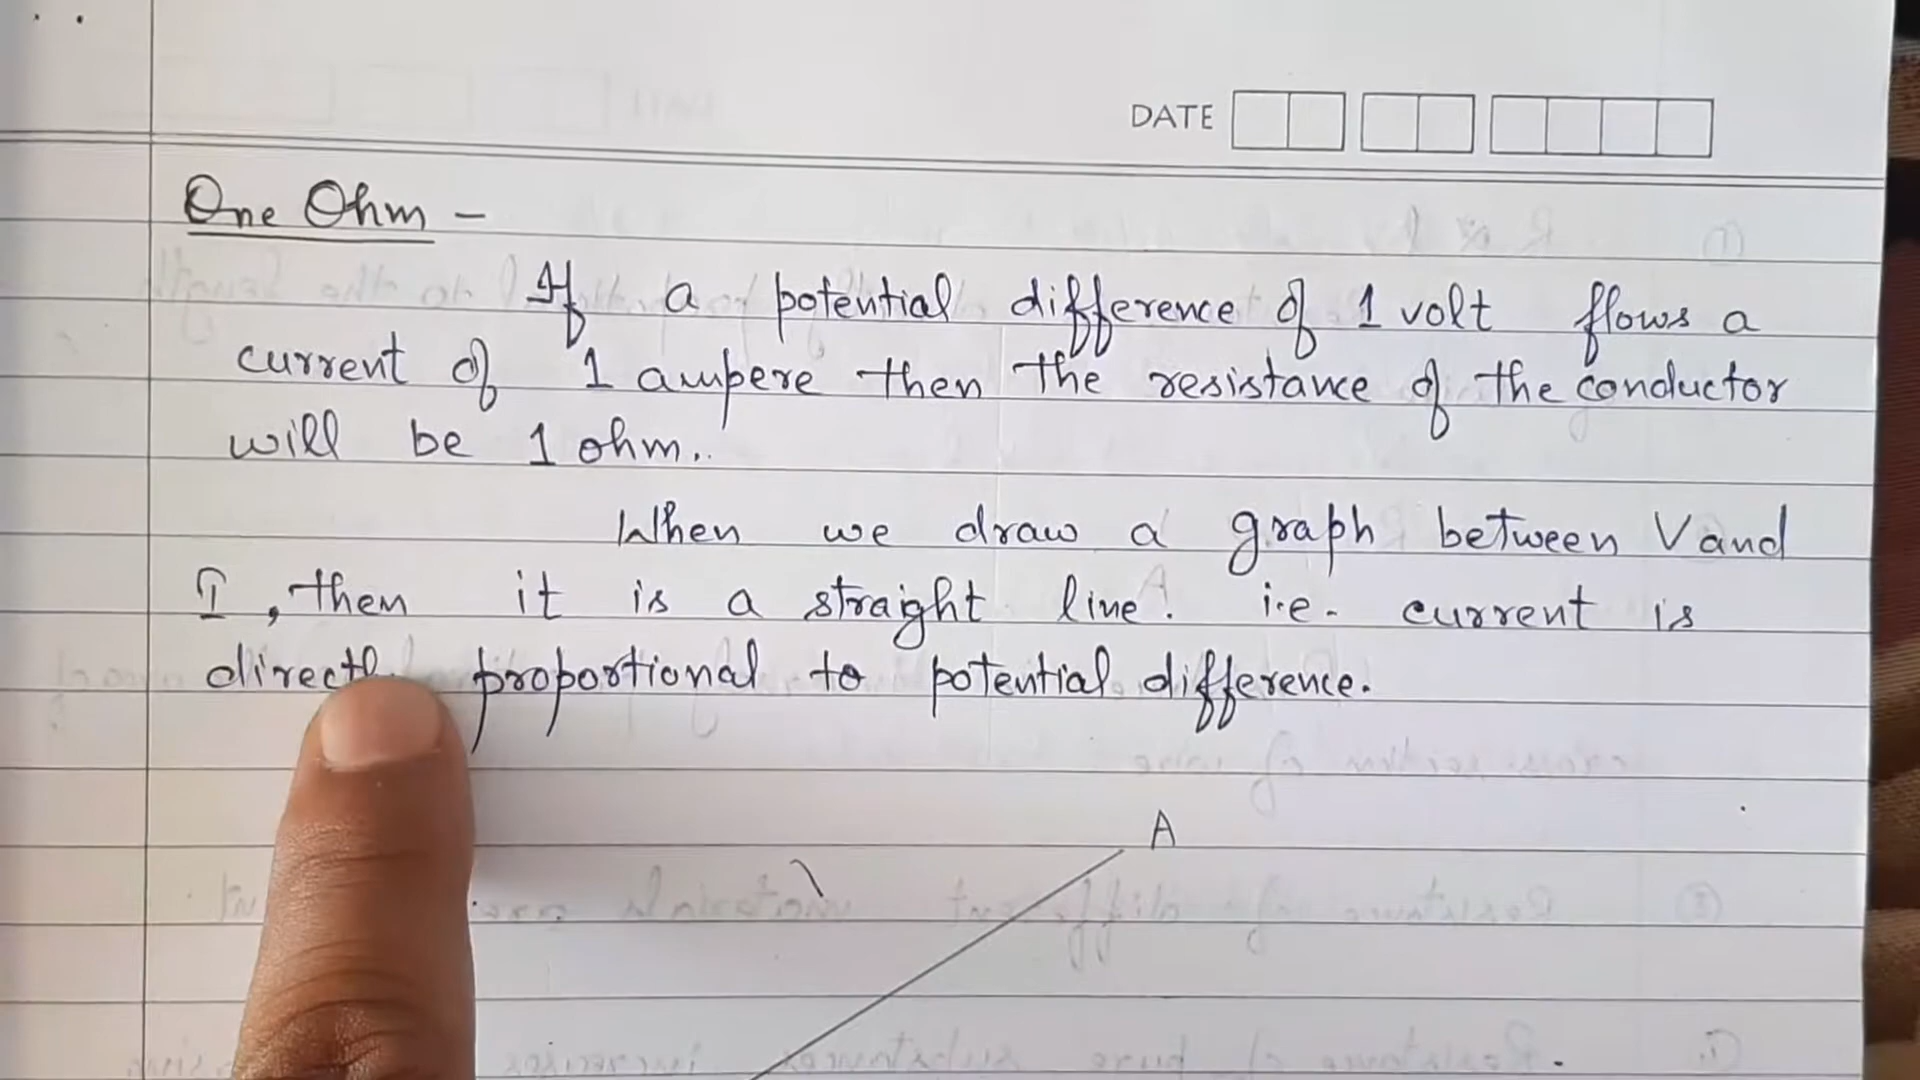 DATE
One Ohm -
If a potential difference of 1 volt flows a
current of 1 ampere then the resistance of the conductor
will be 1 ohm.
When we draw a graph between V and
I, then it is a straight line. i.e. current is
directly proportional to potential difference.
A